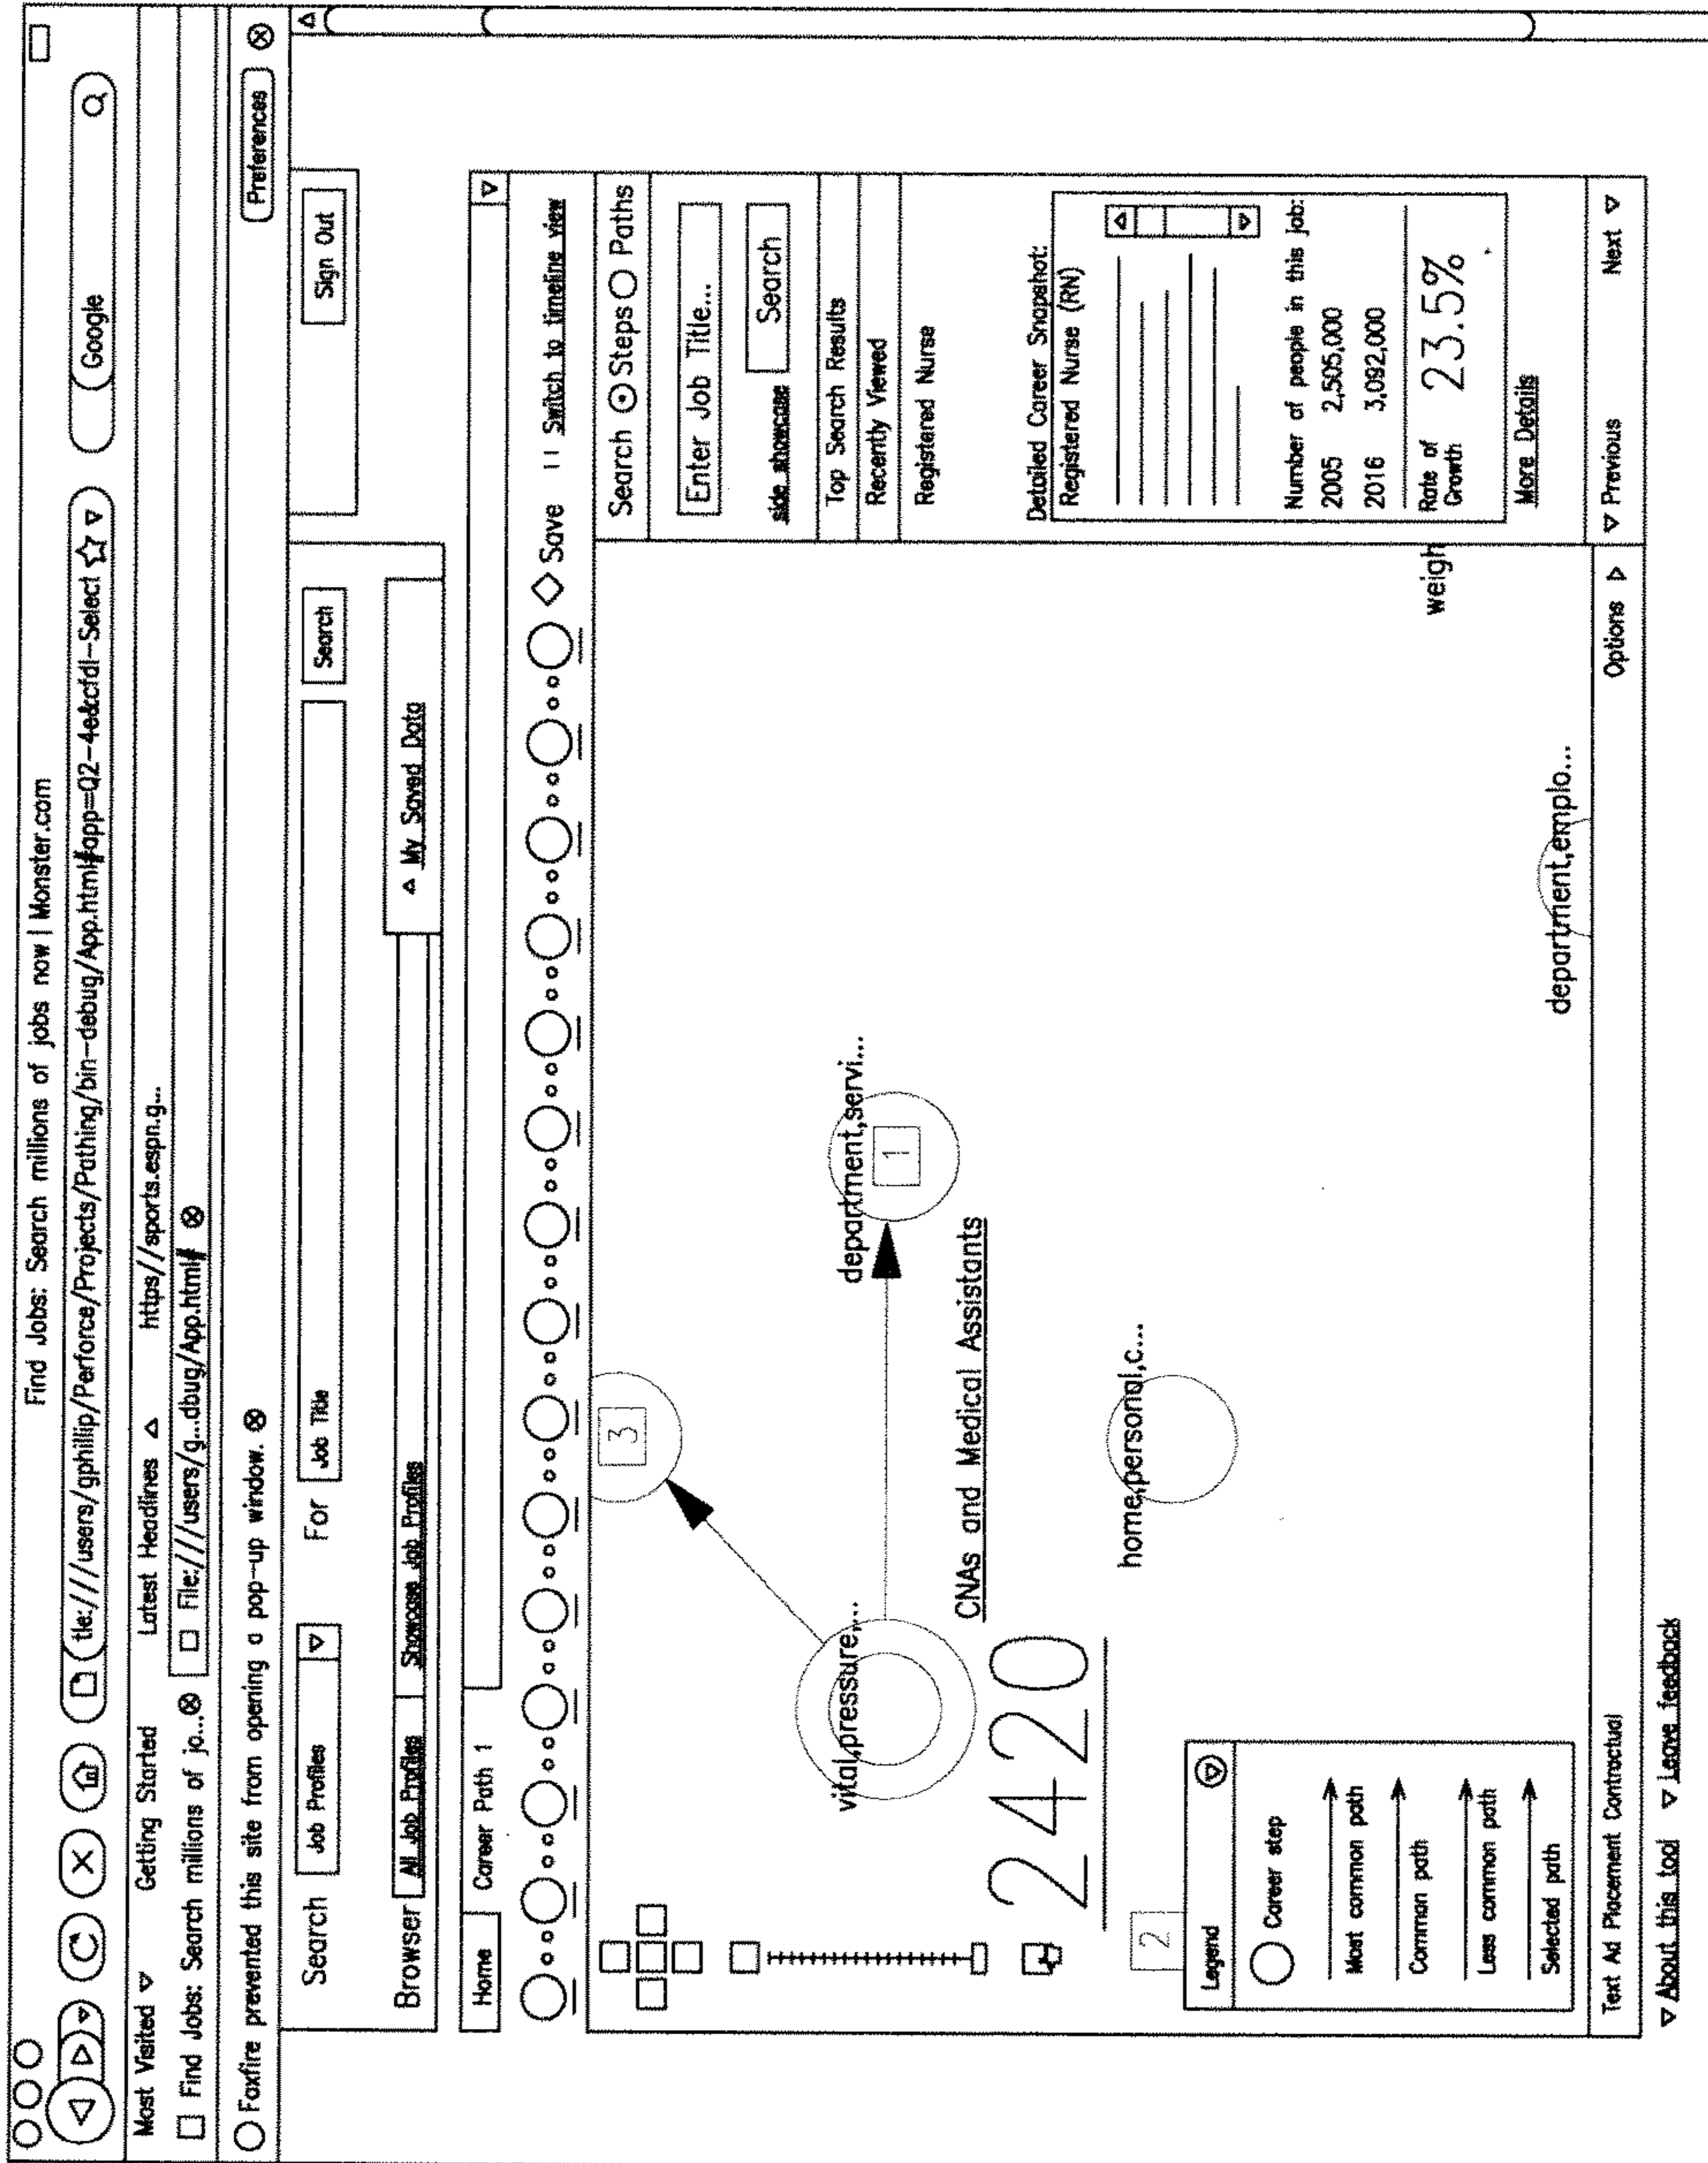 Find Jobs: Search millions of jobs now | Monster.com
tle:///users/gphillip/Perforce/Projects/Pathing/bin-debug/App.html#app=Q2-4e&cfdl-Select
Google
Most Visited Getting Started Latest Headlines https//sports.espn.g...
Find Jobs: Search millions of jo... File:///users/g...dbug/App.html#
Foxfire prevented this site from opening a pop-up window.
Preferences
Search Job Profiles For Job Title Search
Sign Out
Browser All Job Profiles Showcase Job Profiles My Saved Data
Home Career Path 1
Save || Switch to timeline view
Search Steps Paths
Enter Job Title...
side showcase Search
Top Search Results
Recently Viewed
Registered Nurse
Detailed Career Snapshot:
Registered Nurse (RN)
Number of people in this job:
2005 2,505,000
2016 3,092,000
Rate of Growth 23.5%
More Details
3
vital,pressure,...
department,servi...
1
CNAs and Medical Assistants
2420
home,personal,c...
weigh
department,emplo...
2
Legend
Career step
Most common path
Common path
Less common path
Selected path
Text Ad Placement Contractual Options Previous Next
About this tool Leave feedback